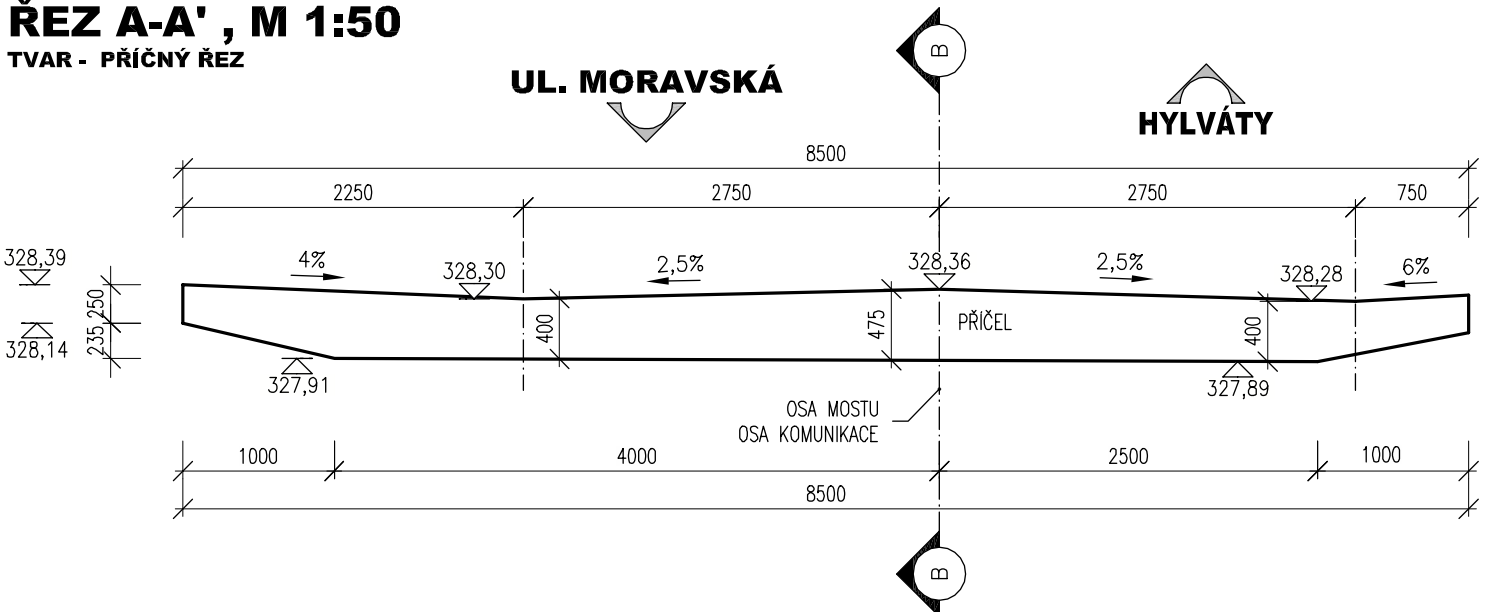 ŘEZ A-A' , M 1:50
TVAR - PŘÍČNÝ ŘEZ
B
UL. MORAVSKÁ
HYLVÁTY
8500
2250 2750 2750 750
328,39 4% 328,30 2,5% 328,36 2,5% 328,28 6%
250
235
328,14
400 475 PŘÍČEL 400
327,91 327,89
OSA MOSTU
OSA KOMUNIKACE
1000 4000 2500 1000
8500
B